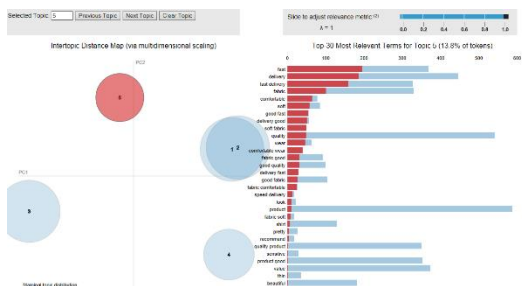 Selected Topic: 5 Previous Topic Next Topic Clear Topic
Slide to adjust relevance metric:(2)
λ = 1
0.0 0.2 0.4 0.6 0.8 1.0
Intertopic Distance Map (via multidimensional scaling)
PC2
PC1
5
1 2
3
4
Marginal topic distribution
Top 30 Most Relevant Terms for Topic 5 (13.8% of tokens)
0 100 200 300 400 500 600
fast
delivery
fast delivery
fabric
comfortable
soft
good fast
delivery good
soft fabric
quality
wear
comfortable wear
fabric good
good quality
delivery fast
good fabric
fabric comfortable
speed delivery
look
product
fabric soft
nice
pretty
recommend
quality product
product good
value
thin
beautiful